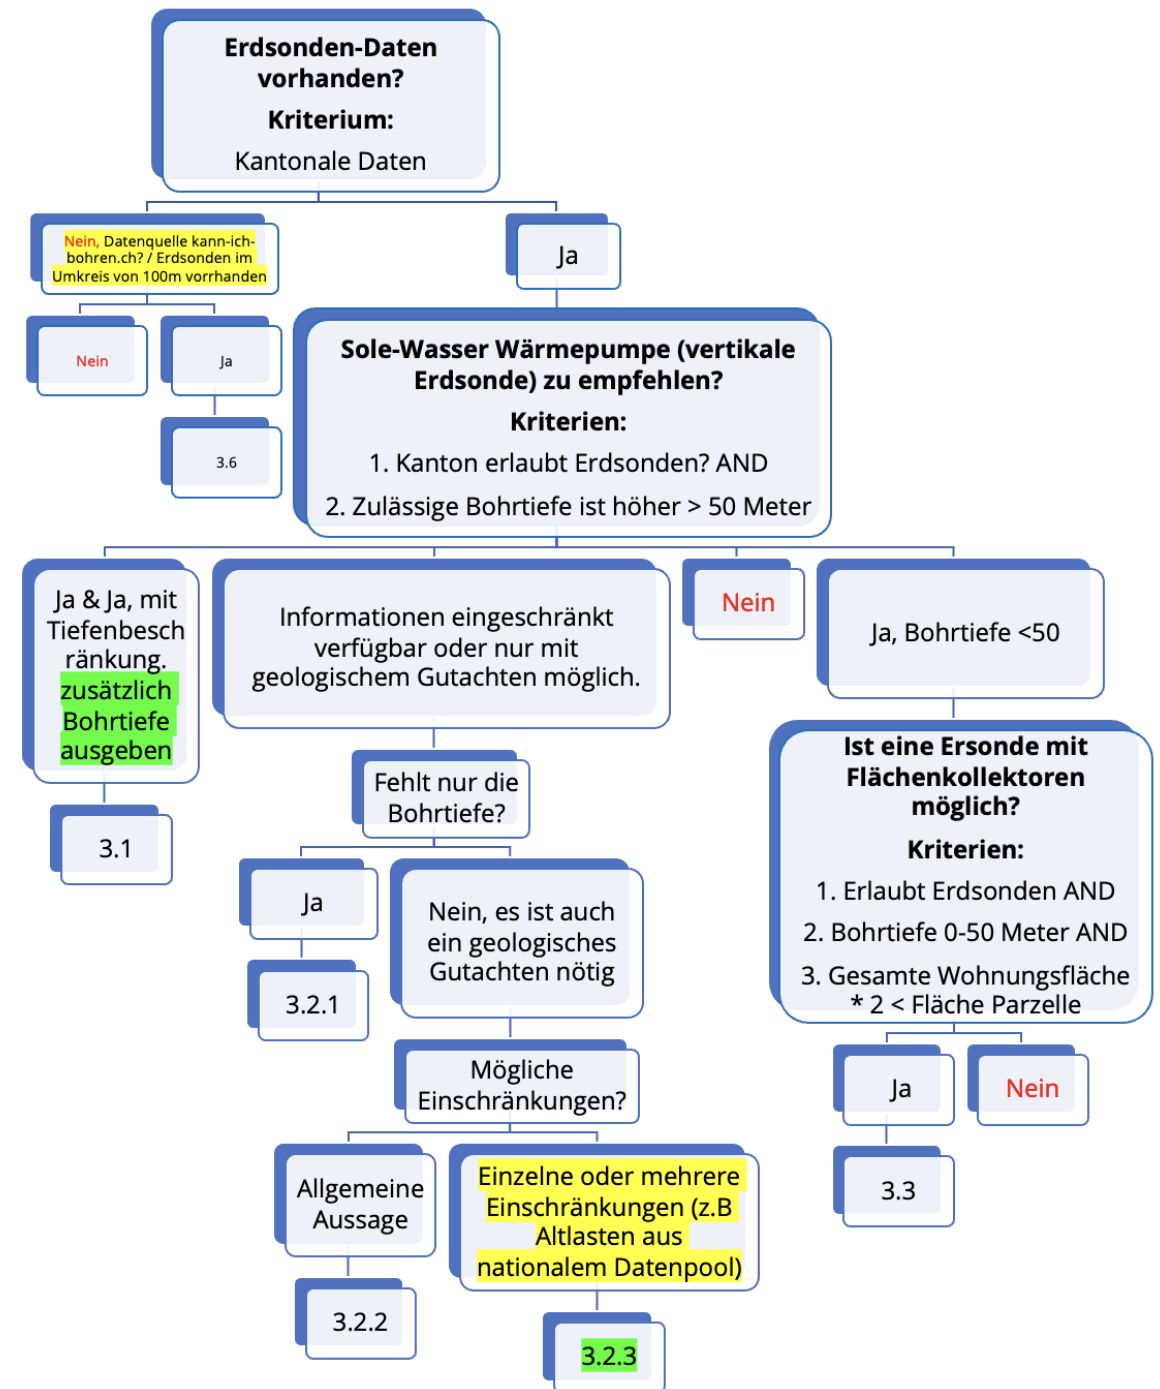 Erdsonden-Daten
vorhanden?
Kriterium:
Kantonale Daten
Nein, Datenquelle kann-ich-
bohren.ch? / Erdsonden im
Umkreis von 100m vorrhanden
Ja
Nein
Ja
3.6
Sole-Wasser Wärmepumpe (vertikale
Erdsonde) zu empfehlen?
Kriterien:
1. Kanton erlaubt Erdsonden? AND
2. Zulässige Bohrtiefe ist höher > 50 Meter
Ja & Ja, mit
Tiefenbesch
ränkung.
zusätzlich
Bohrtiefe
ausgeben
3.1
Informationen eingeschränkt
verfügbar oder nur mit
geologischem Gutachten möglich.
Fehlt nur die
Bohrtiefe?
Ja
3.2.1
Nein, es ist auch
ein geologisches
Gutachten nötig
Mögliche
Einschränkungen?
Allgemeine
Aussage
3.2.2
Einzelne oder mehrere
Einschränkungen (z.B
Altlasten aus
nationalem Datenpool)
3.2.3
Nein
Ja, Bohrtiefe <50
Ist eine Ersonde mit
Flächenkollektoren
möglich?
Kriterien:
1. Erlaubt Erdsonden AND
2. Bohrtiefe 0-50 Meter AND
3. Gesamte Wohnungsfläche
* 2 < Fläche Parzelle
Ja
3.3
Nein